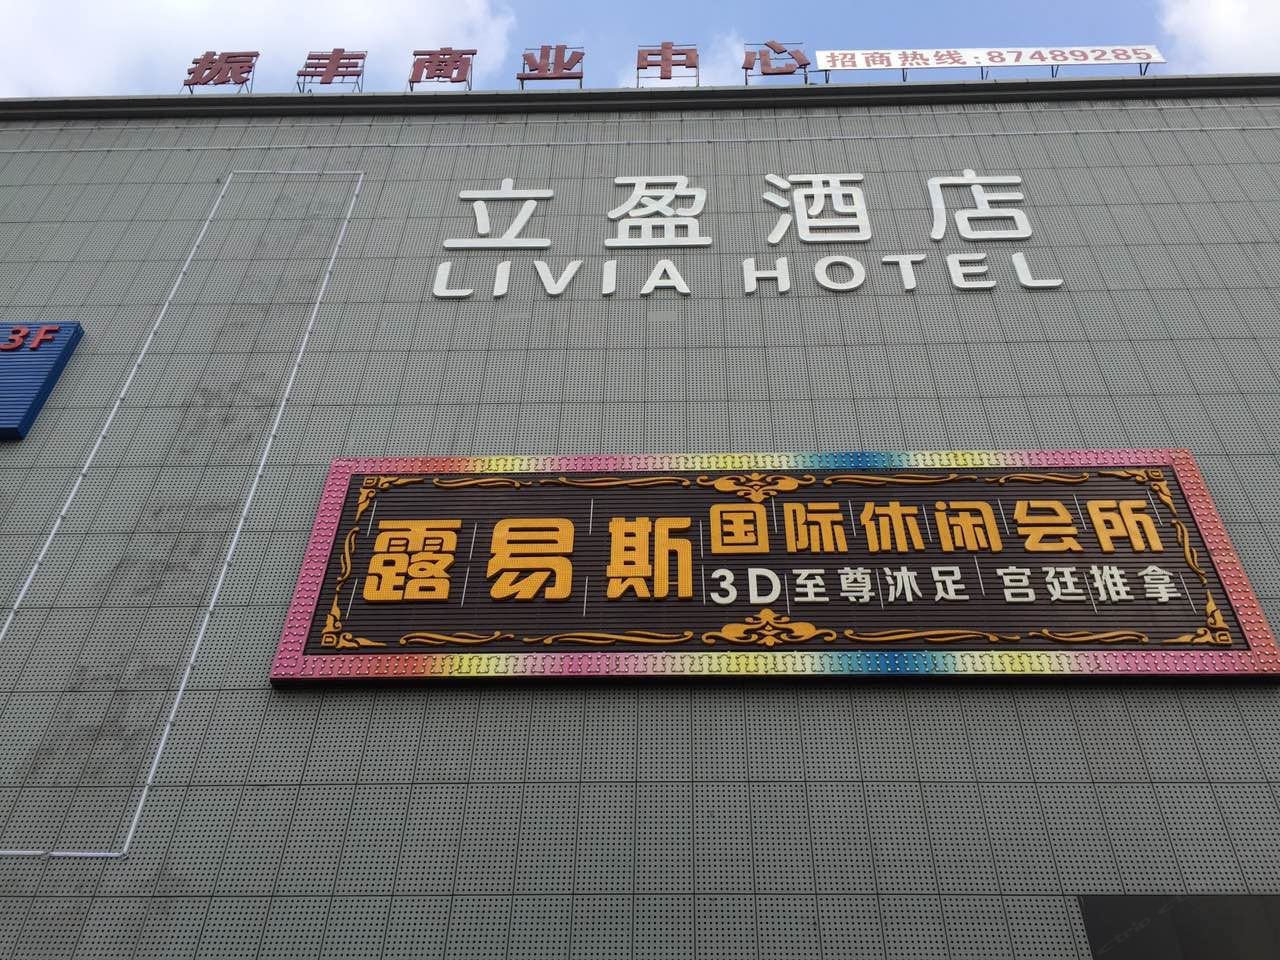 振丰商业中心
招商热线:87489285
立盈酒店
LIVIA HOTEL
3F
露易斯
国际休闲会所
3D至尊沐足 宫廷推拿